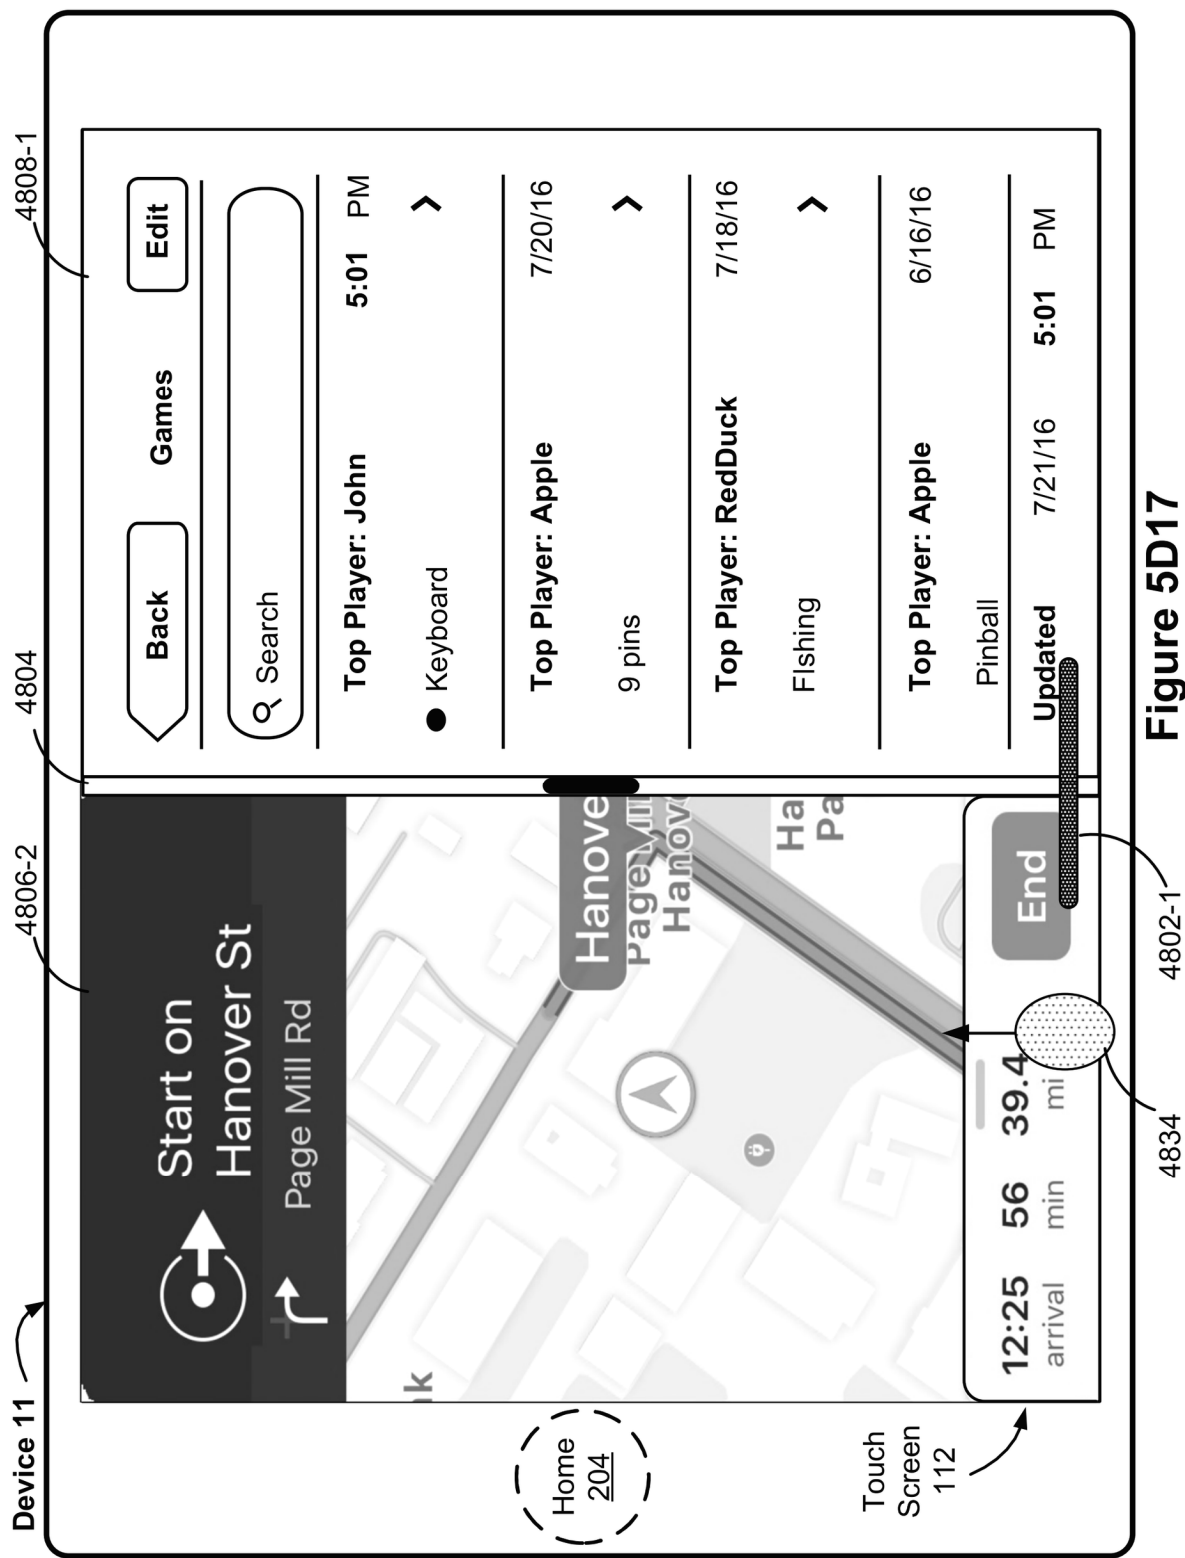 Device 11
4806-2
4804
4808-1
Start on
Hanover St
Page Mill Rd
nk
Hanove
Page Mill
Hanov
Ha
Pa
12:25
arrival
56
min
39.4
mi
End
Back
Games
Edit
Search
Top Player: John
5:01 PM
Keyboard
Top Player: Apple
7/20/16
9 pins
Top Player: RedDuck
7/18/16
FIshing
Top Player: Apple
6/16/16
Pinball
Updated 7/21/16 5:01 PM
Home
204
Touch
Screen
112
4834
4802-1
Figure 5D17